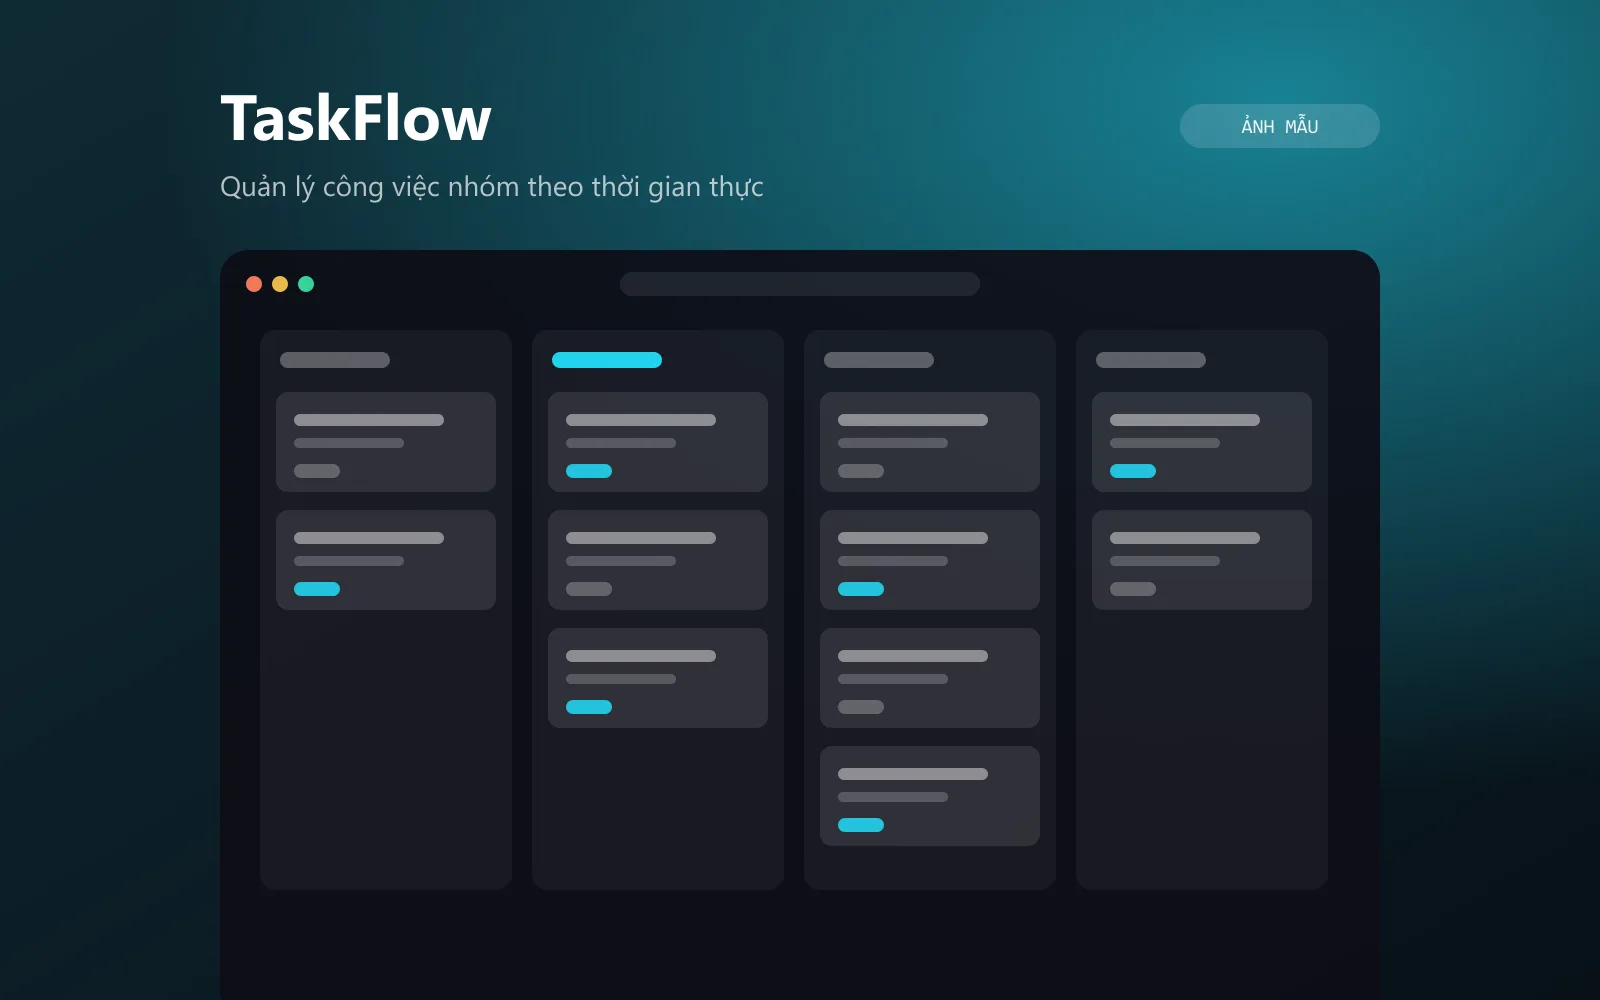 TaskFlow
ẢNH MẪU
Quản lý công việc nhóm theo thời gian thực